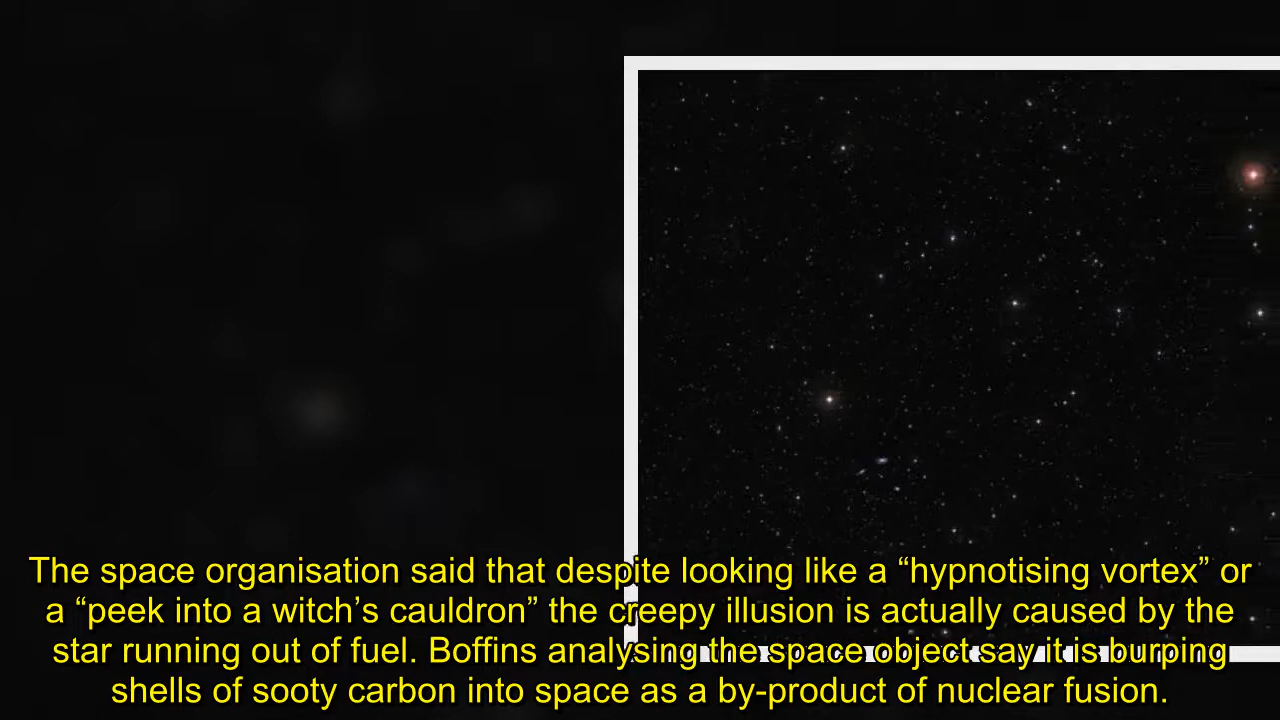 The space organisation said that despite looking like a “hypnotising vortex” or
a “peek into a witch’s cauldron” the creepy illusion is actually caused by the
star running out of fuel. Boffins analysing the space object say it is burping
shells of sooty carbon into space as a by-product of nuclear fusion.